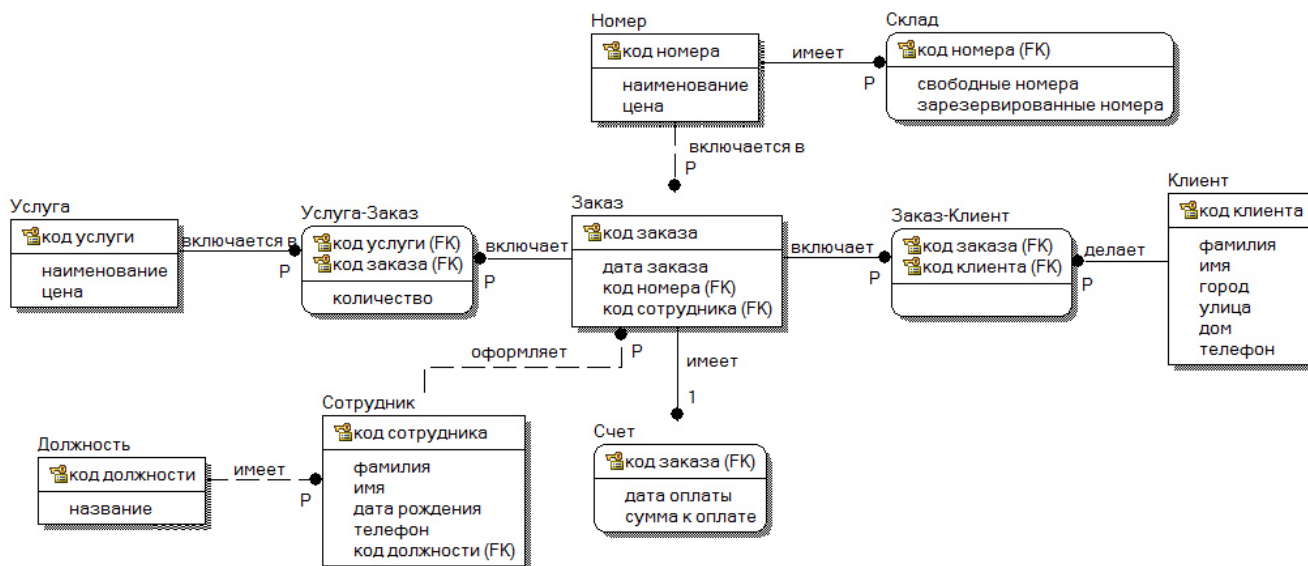 Номер
код номера
наименование
цена
имеет
P
Склад
код номера (FK)
свободные номера
зарезервированные номера
включается в
P
Услуга
код услуги
наименование
цена
включается в
P
Услуга-Заказ
код услуги (FK)
код заказа (FK)
количество
включает
P
Заказ
код заказа
дата заказа
код номера (FK)
код сотрудника (FK)
включает
P
Заказ-Клиент
код заказа (FK)
код клиента (FK)
делает
P
Клиент
код клиента
фамилия
имя
город
улица
дом
телефон
оформляет
P
имеет
1
Должность
код должности
название
имеет
P
Сотрудник
код сотрудника
фамилия
имя
дата рождения
телефон
код должности (FK)
Счет
код заказа (FK)
дата оплаты
сумма к оплате